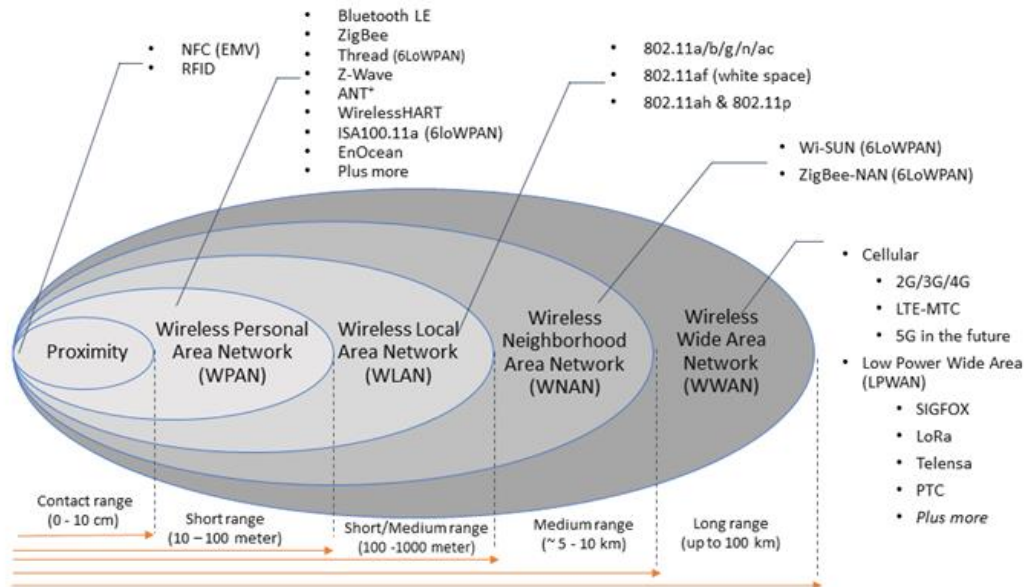 • NFC (EMV)
• RFID
• Bluetooth LE
• ZigBee
• Thread (6LoWPAN)
• Z-Wave
• ANT⁺
• WirelessHART
• ISA100.11a (6loWPAN)
• EnOcean
• Plus more
• 802.11a/b/g/n/ac
• 802.11af (white space)
• 802.11ah & 802.11p
• Wi-SUN (6LoWPAN)
• ZigBee-NAN (6LoWPAN)
• Cellular
• 2G/3G/4G
• LTE-MTC
• 5G in the future
• Low Power Wide Area
(LPWAN)
• SIGFOX
• LoRa
• Telensa
• PTC
• Plus more
Proximity
Wireless Personal
Area Network
(WPAN)
Wireless Local
Area Network
(WLAN)
Wireless
Neighborhood
Area Network
(WNAN)
Wireless
Wide Area
Network
(WWAN)
Contact range
(0 - 10 cm)
Short range
(10 – 100 meter)
Short/Medium range
(100 -1000 meter)
Medium range
(~ 5 - 10 km)
Long range
(up to 100 km)